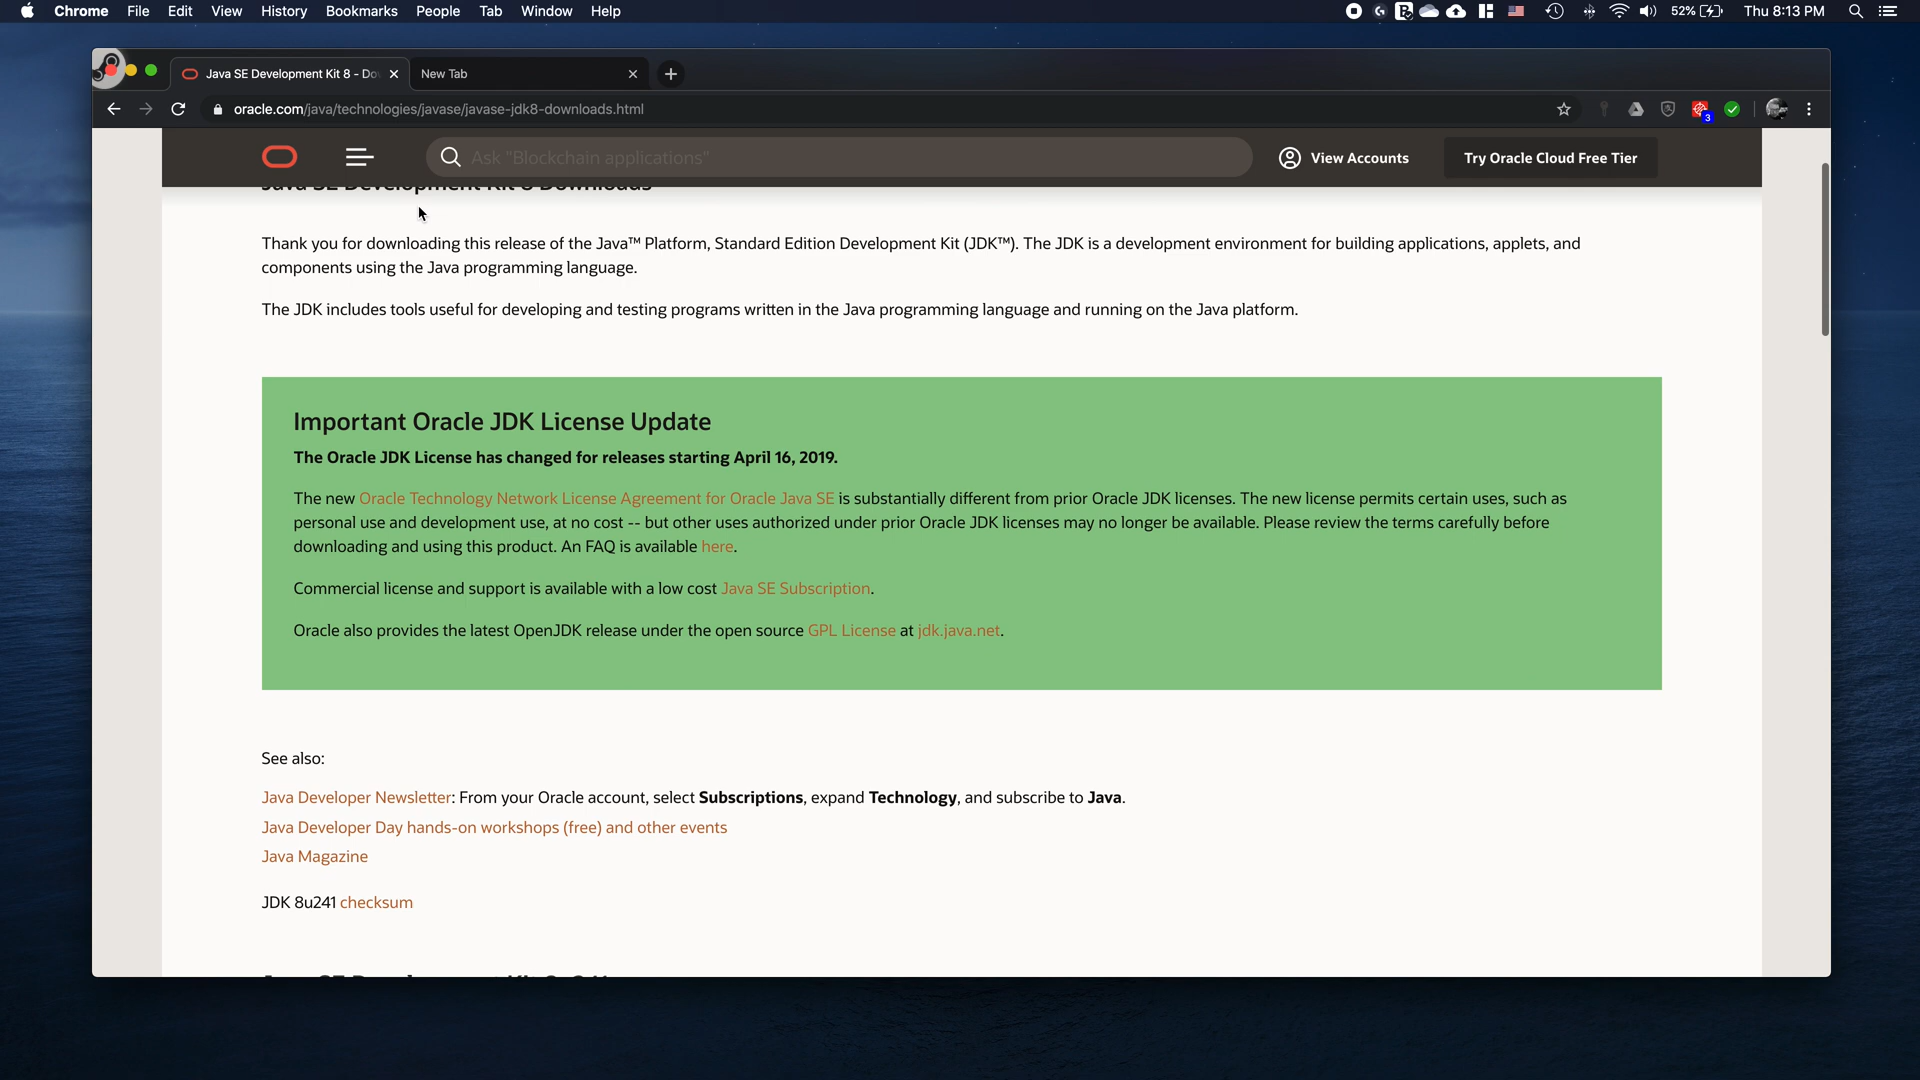 Chrome File Edit View History Bookmarks People Tab Window Help
52% Thu 8:13 PM
Java SE Development Kit 8 - Do
New Tab
oracle.com/java/technologies/javase/javase-jdk8-downloads.html
3
Ask "Blockchain applications"
View Accounts
Try Oracle Cloud Free Tier
Java SE Development Kit 8 Downloads
Thank you for downloading this release of the Java™ Platform, Standard Edition Development Kit (JDK™). The JDK is a development environment for building applications, applets, and
components using the Java programming language.
The JDK includes tools useful for developing and testing programs written in the Java programming language and running on the Java platform.
Important Oracle JDK License Update
The Oracle JDK License has changed for releases starting April 16, 2019.
The new Oracle Technology Network License Agreement for Oracle Java SE is substantially different from prior Oracle JDK licenses. The new license permits certain uses, such as
personal use and development use, at no cost -- but other uses authorized under prior Oracle JDK licenses may no longer be available. Please review the terms carefully before
downloading and using this product. An FAQ is available here.
Commercial license and support is available with a low cost Java SE Subscription.
Oracle also provides the latest OpenJDK release under the open source GPL License at jdk.java.net.
See also:
Java Developer Newsletter: From your Oracle account, select Subscriptions, expand Technology, and subscribe to Java.
Java Developer Day hands-on workshops (free) and other events
Java Magazine
JDK 8u241 checksum